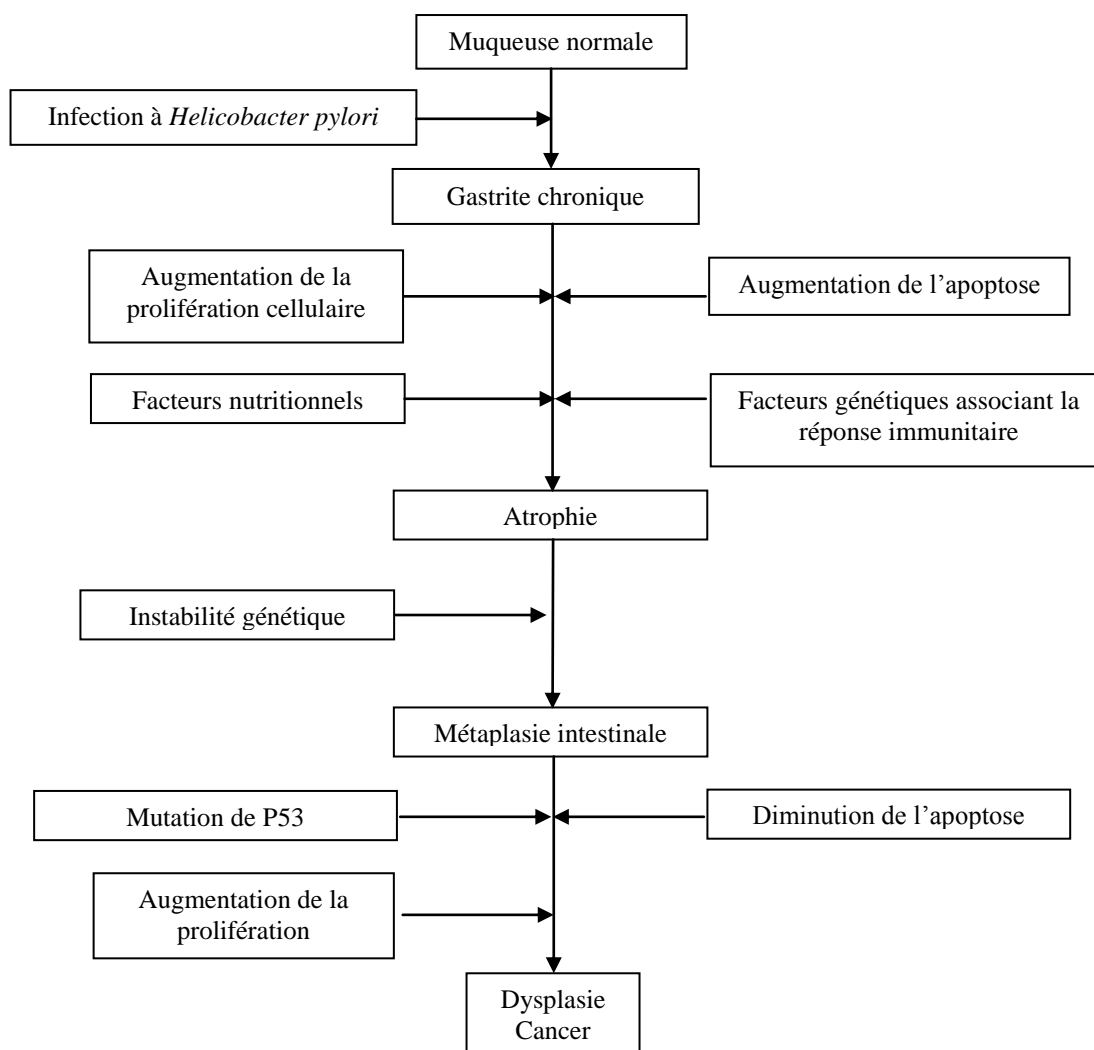 Muqueuse normale
Infection à Helicobacter pylori
Gastrite chronique
Augmentation de la
prolifération cellulaire
Augmentation de l’apoptose
Facteurs nutritionnels
Facteurs génétiques associant la
réponse immunitaire
Atrophie
Instabilité génétique
Métaplasie intestinale
Mutation de P53
Diminution de l’apoptose
Augmentation de la
prolifération
Dysplasie
Cancer